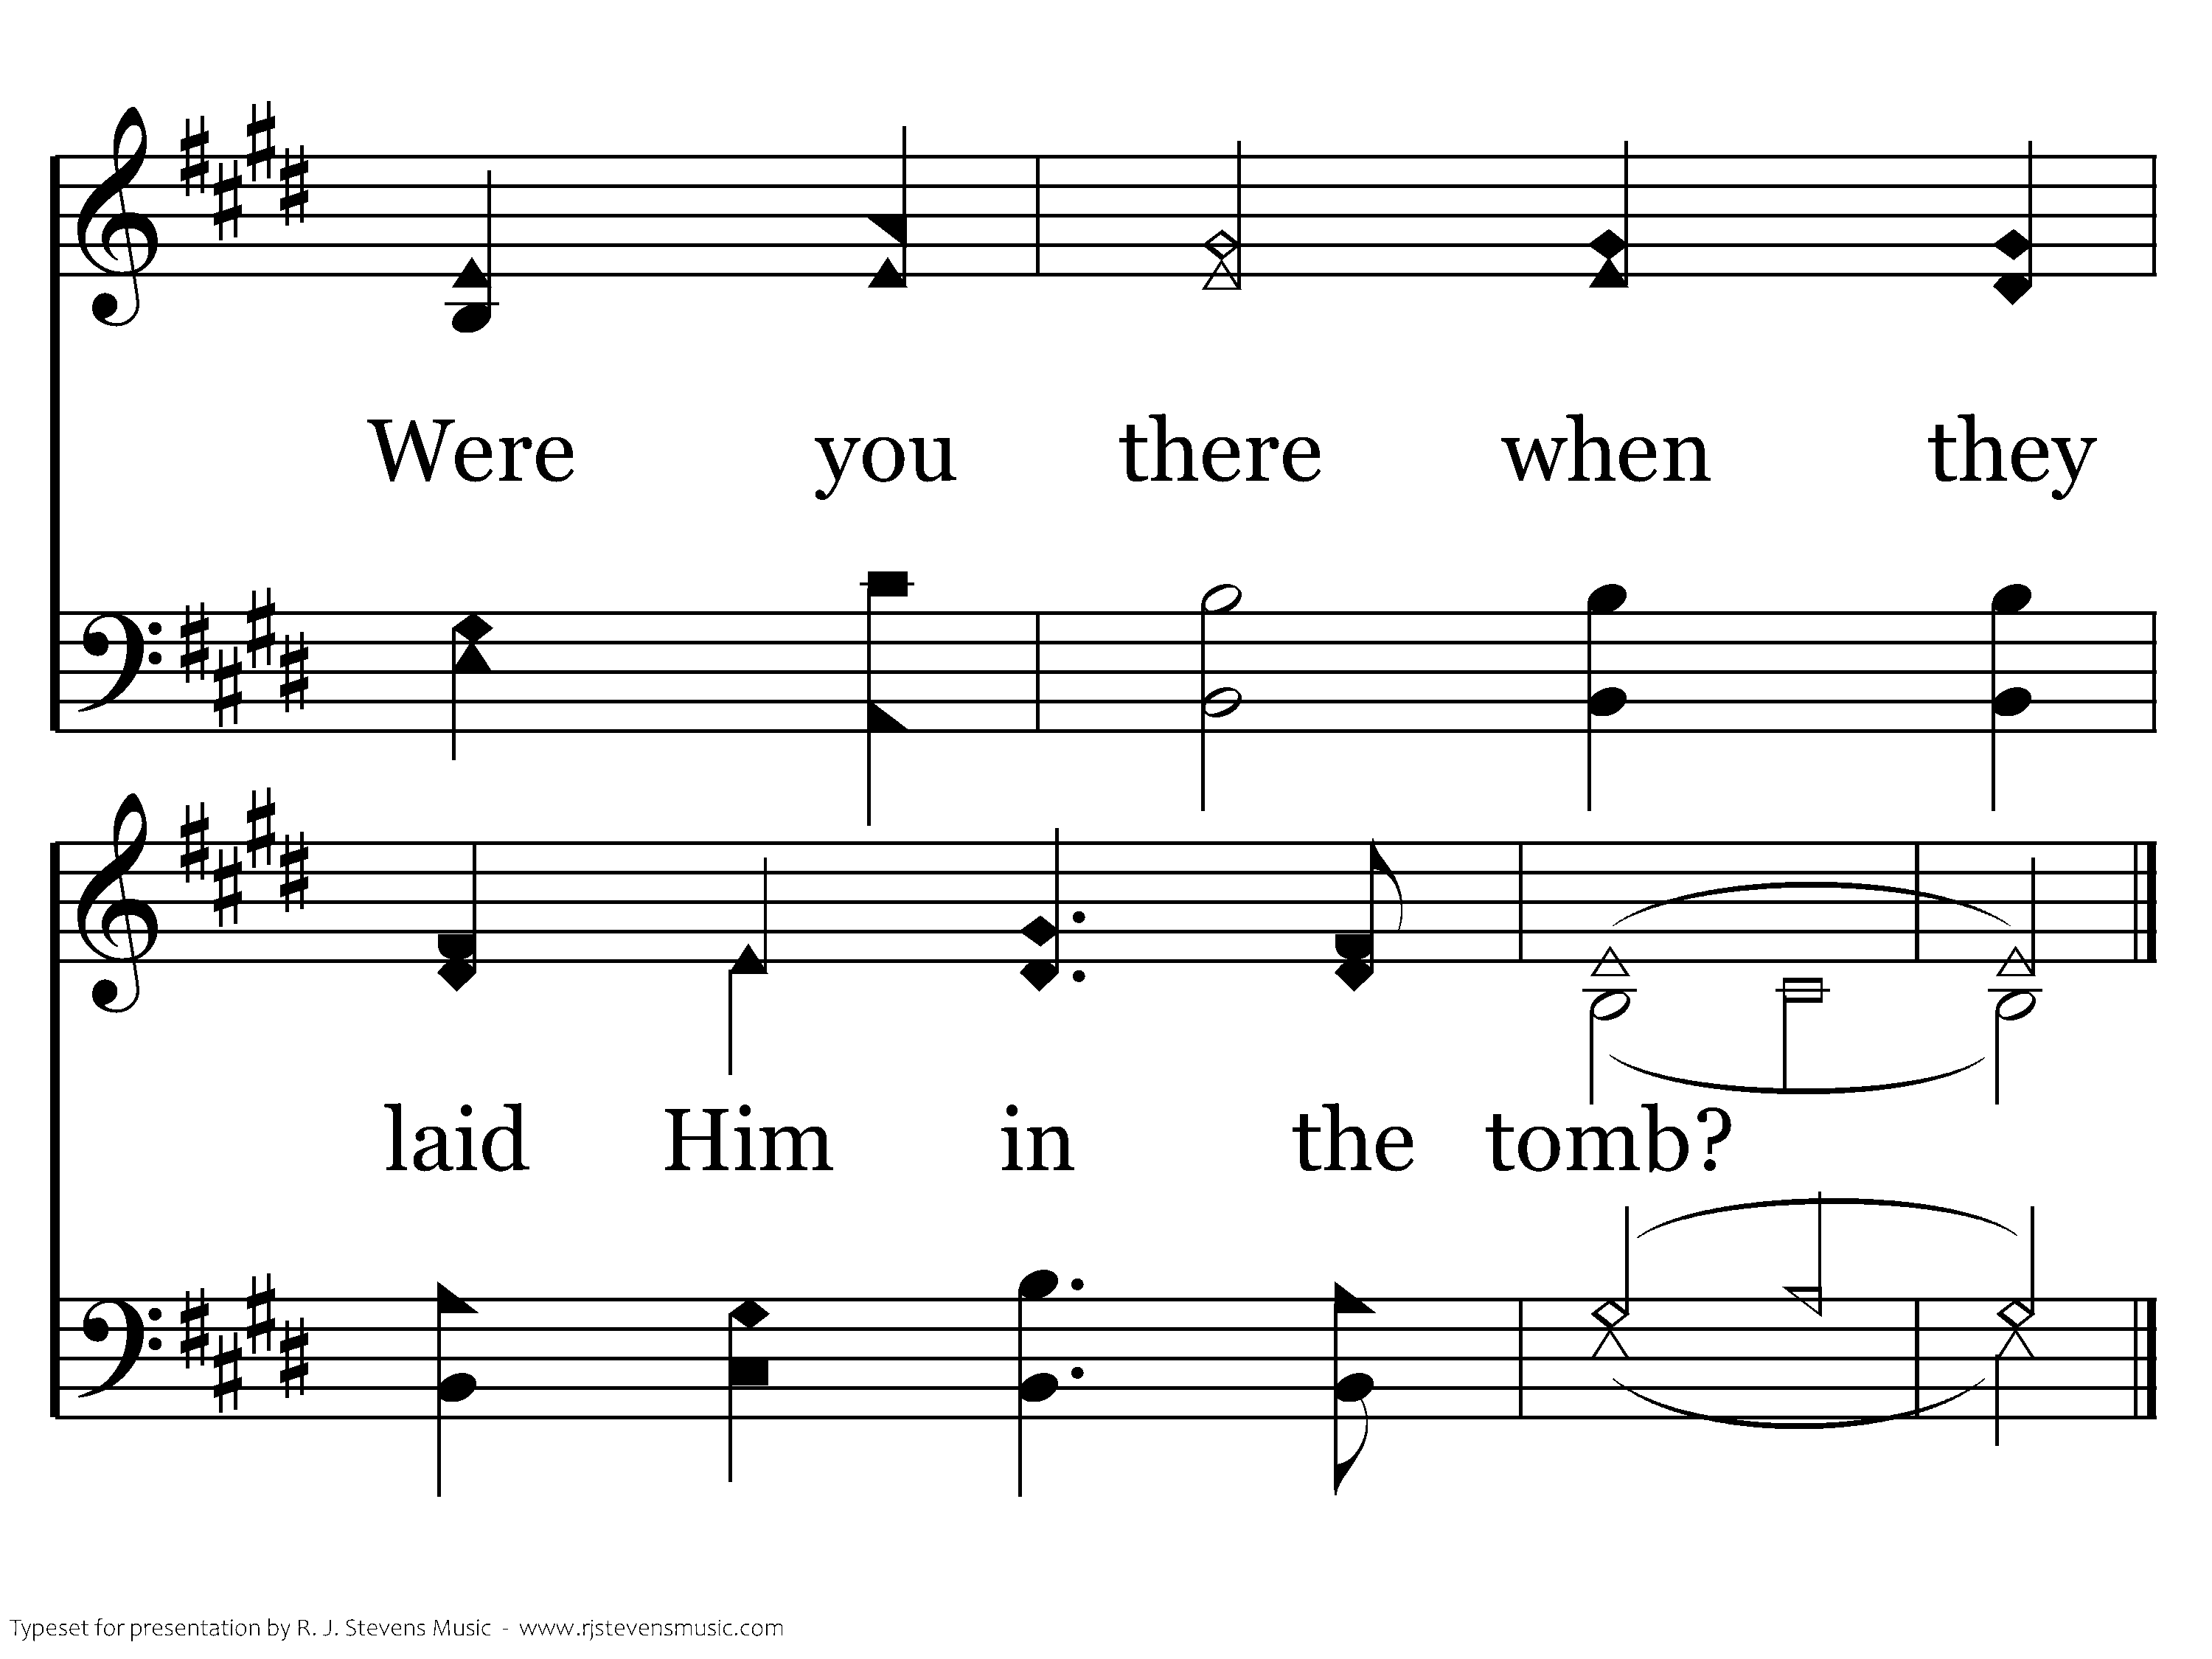 Were you there when they
laid Him in the tomb?
Typeset for presentation by R. J. Stevens Music - www.rjstevensmusic.com